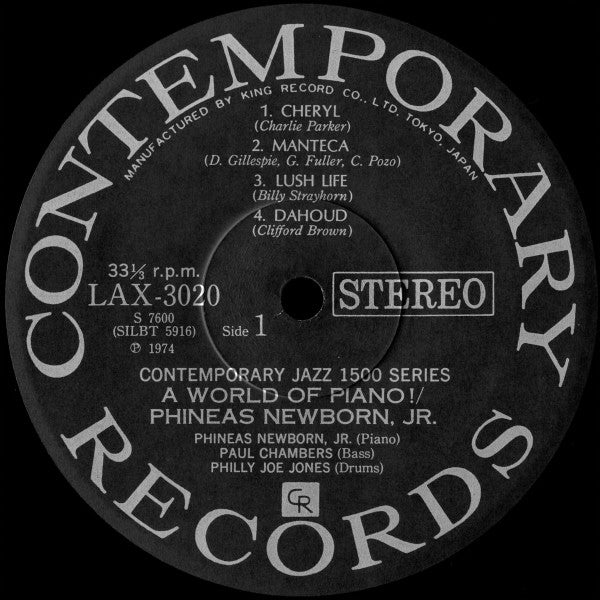 CONTEMPORARY
MANUFACTURED BY KING RECORD CO., LTD. TOKYO, JAPAN
1. CHERYL
(Charlie Parker)
2. MANTECA
(D. Gillespie, G. Fuller, C. Pozo)
3. LUSH LIFE
(Billy Strayhorn)
4. DAHOUD
(Clifford Brown)
33⅓ r.p.m.
LAX-3020
S 7600
(SILBT 5916)
℗ 1974
Side 1
STEREO
CONTEMPORARY JAZZ 1500 SERIES
A WORLD OF PIANO!/
PHINEAS NEWBORN, JR.
PHINEAS NEWBORN, JR. (Piano)
PAUL CHAMBERS (Bass)
PHILLY JOE JONES (Drums)
CR
RECORDS